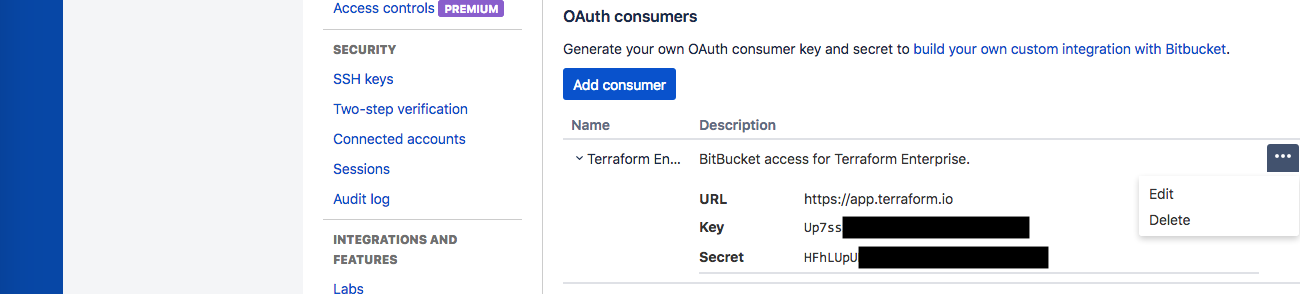 Access controls PREMIUM
SECURITY
SSH keys
Two-step verification
Connected accounts
Sessions
Audit log
INTEGRATIONS AND
FEATURES
Labs
OAuth consumers
Generate your own OAuth consumer key and secret to build your own custom integration with Bitbucket.
Add consumer
Name Description
Terraform En... BitBucket access for Terraform Enterprise.
URL https://app.terraform.io
Key Up7ss
Secret HFhLUpU
Edit
Delete